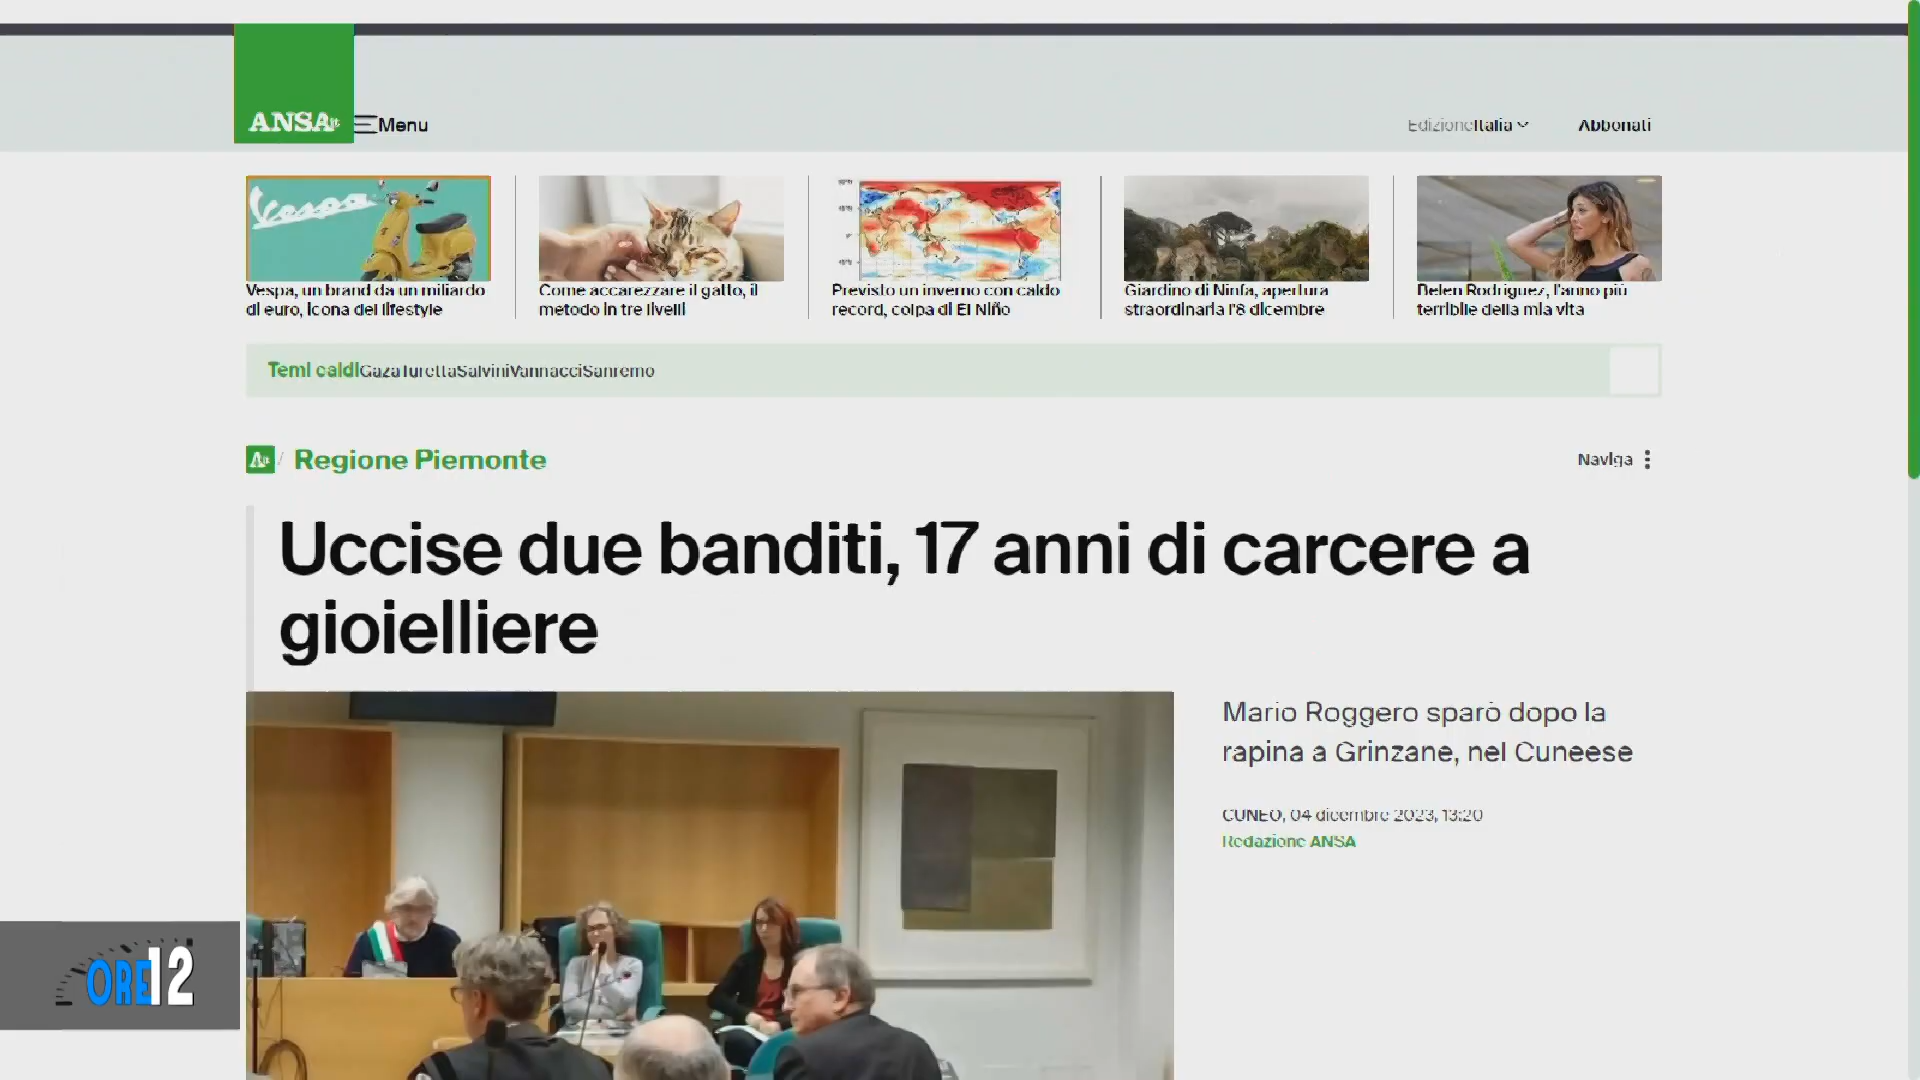 ANSA.it
Menu
Edizione Italia
Abbonati
Vespa
Vespa, un brand da un miliardo
di euro, icona del lifestyle
Come accarezzare il gatto, il
metodo in tre livelli
Previsto un inverno con caldo
record, colpa di El Niño
Giardino di Ninfa, apertura
straordinaria l'8 dicembre
Belen Rodriguez, l'anno più
terribile della mia vita
Temi caldi Gaza Turetta Salvini Vannacci Sanremo
/ Regione Piemonte
Naviga
Uccise due banditi, 17 anni di carcere a
gioielliere
Mario Roggero sparò dopo la
rapina a Grinzane, nel Cuneese
CUNEO, 04 dicembre 2023, 13:20
Redazione ANSA
ORE12